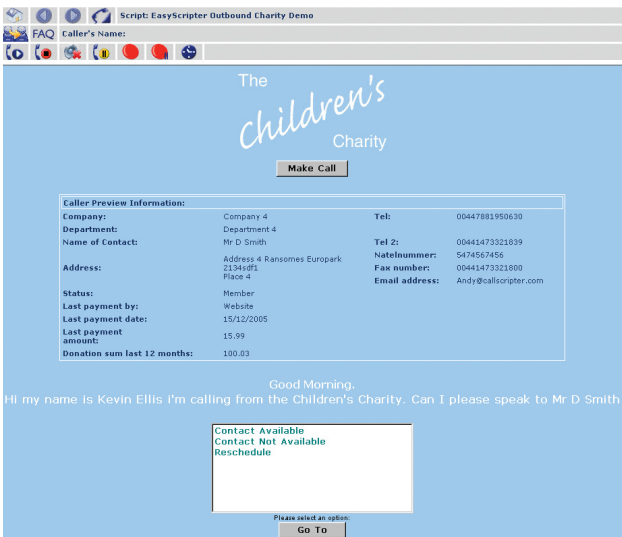 Script: EasyScripter Outbound Charity Demo
FAQ Caller's Name:
The
Children's
Charity
Make Call
Caller Preview Information:
Company: Company 4 Tel: 00447881950630
Department: Department 4
Name of Contact: Mr D Smith Tel 2: 00441473321839
Address: Address 4 Ransomes Europark
2134sdf1
Place 4
Natelnummer: 5474567456
Fax number: 00441473321800
Email address: Andy@callscripter.com
Status: Member
Last payment by: Website
Last payment date: 15/12/2005
Last payment
amount: 15.99
Donation sum last 12 months: 100.03
Good Morning.
Hi my name is Kevin Ellis i'm calling from the Children's Charity. Can I please speak to Mr D Smith
Contact Available
Contact Not Available
Reschedule
Please select an option:
Go To